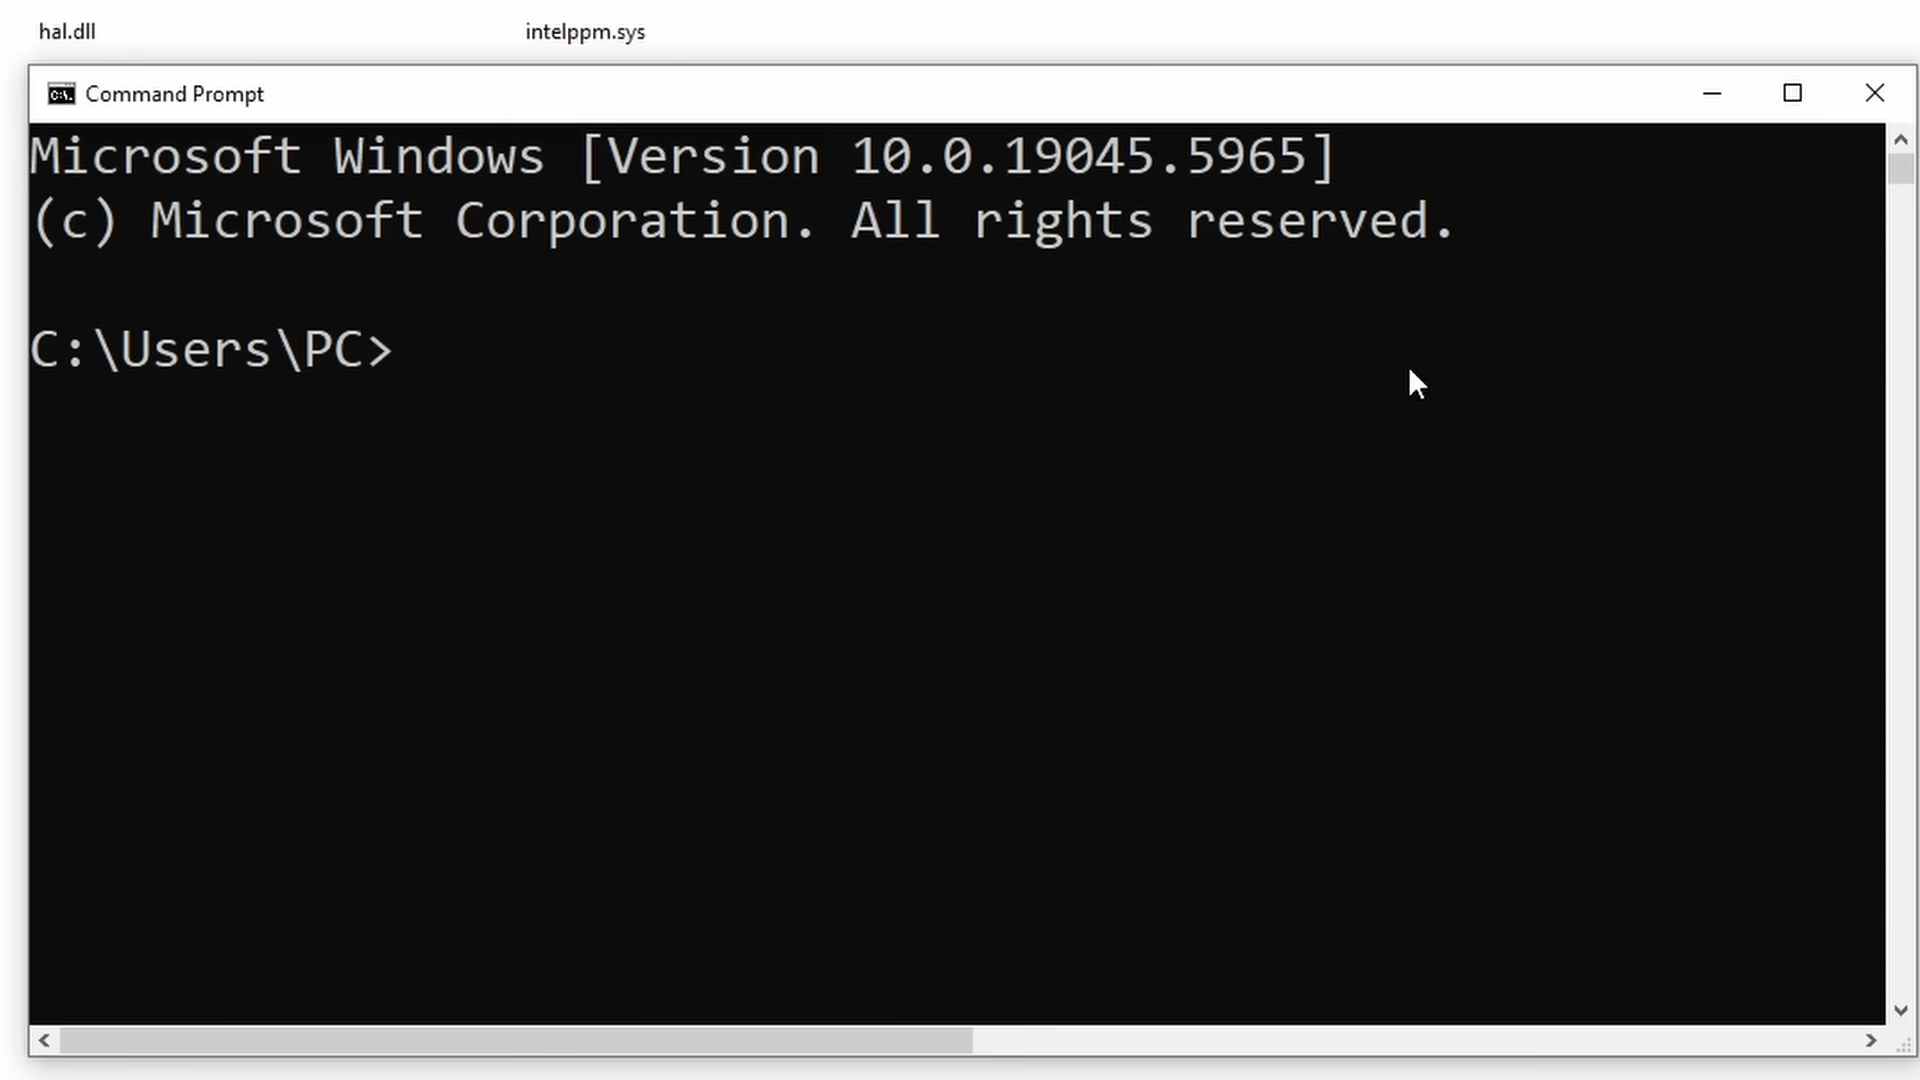 hal.dll intelppm.sys
Command Prompt
Microsoft Windows [Version 10.0.19045.5965]
(c) Microsoft Corporation. All rights reserved.
C:\Users\PC>